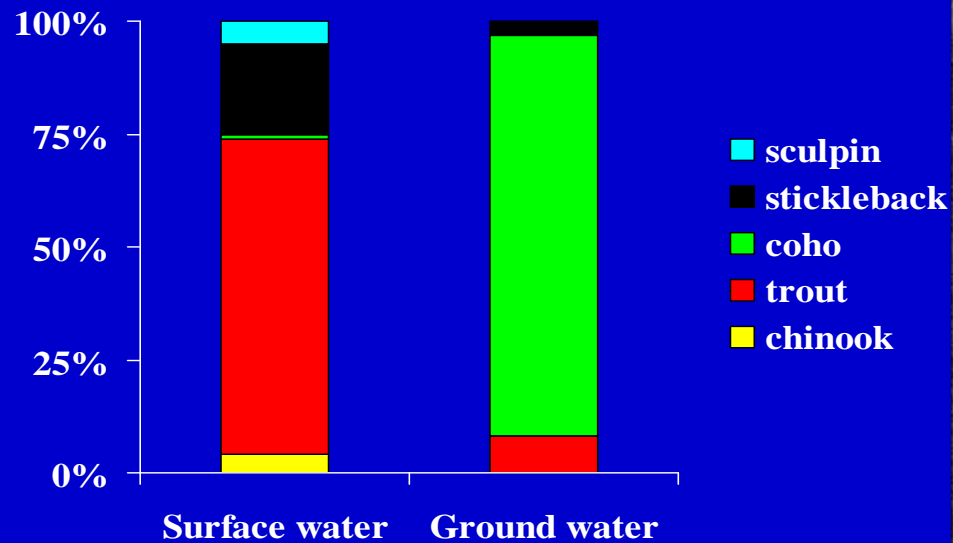 100%
75%
50%
25%
0%
Surface water
Ground water
sculpin
stickleback
coho
trout
chinook